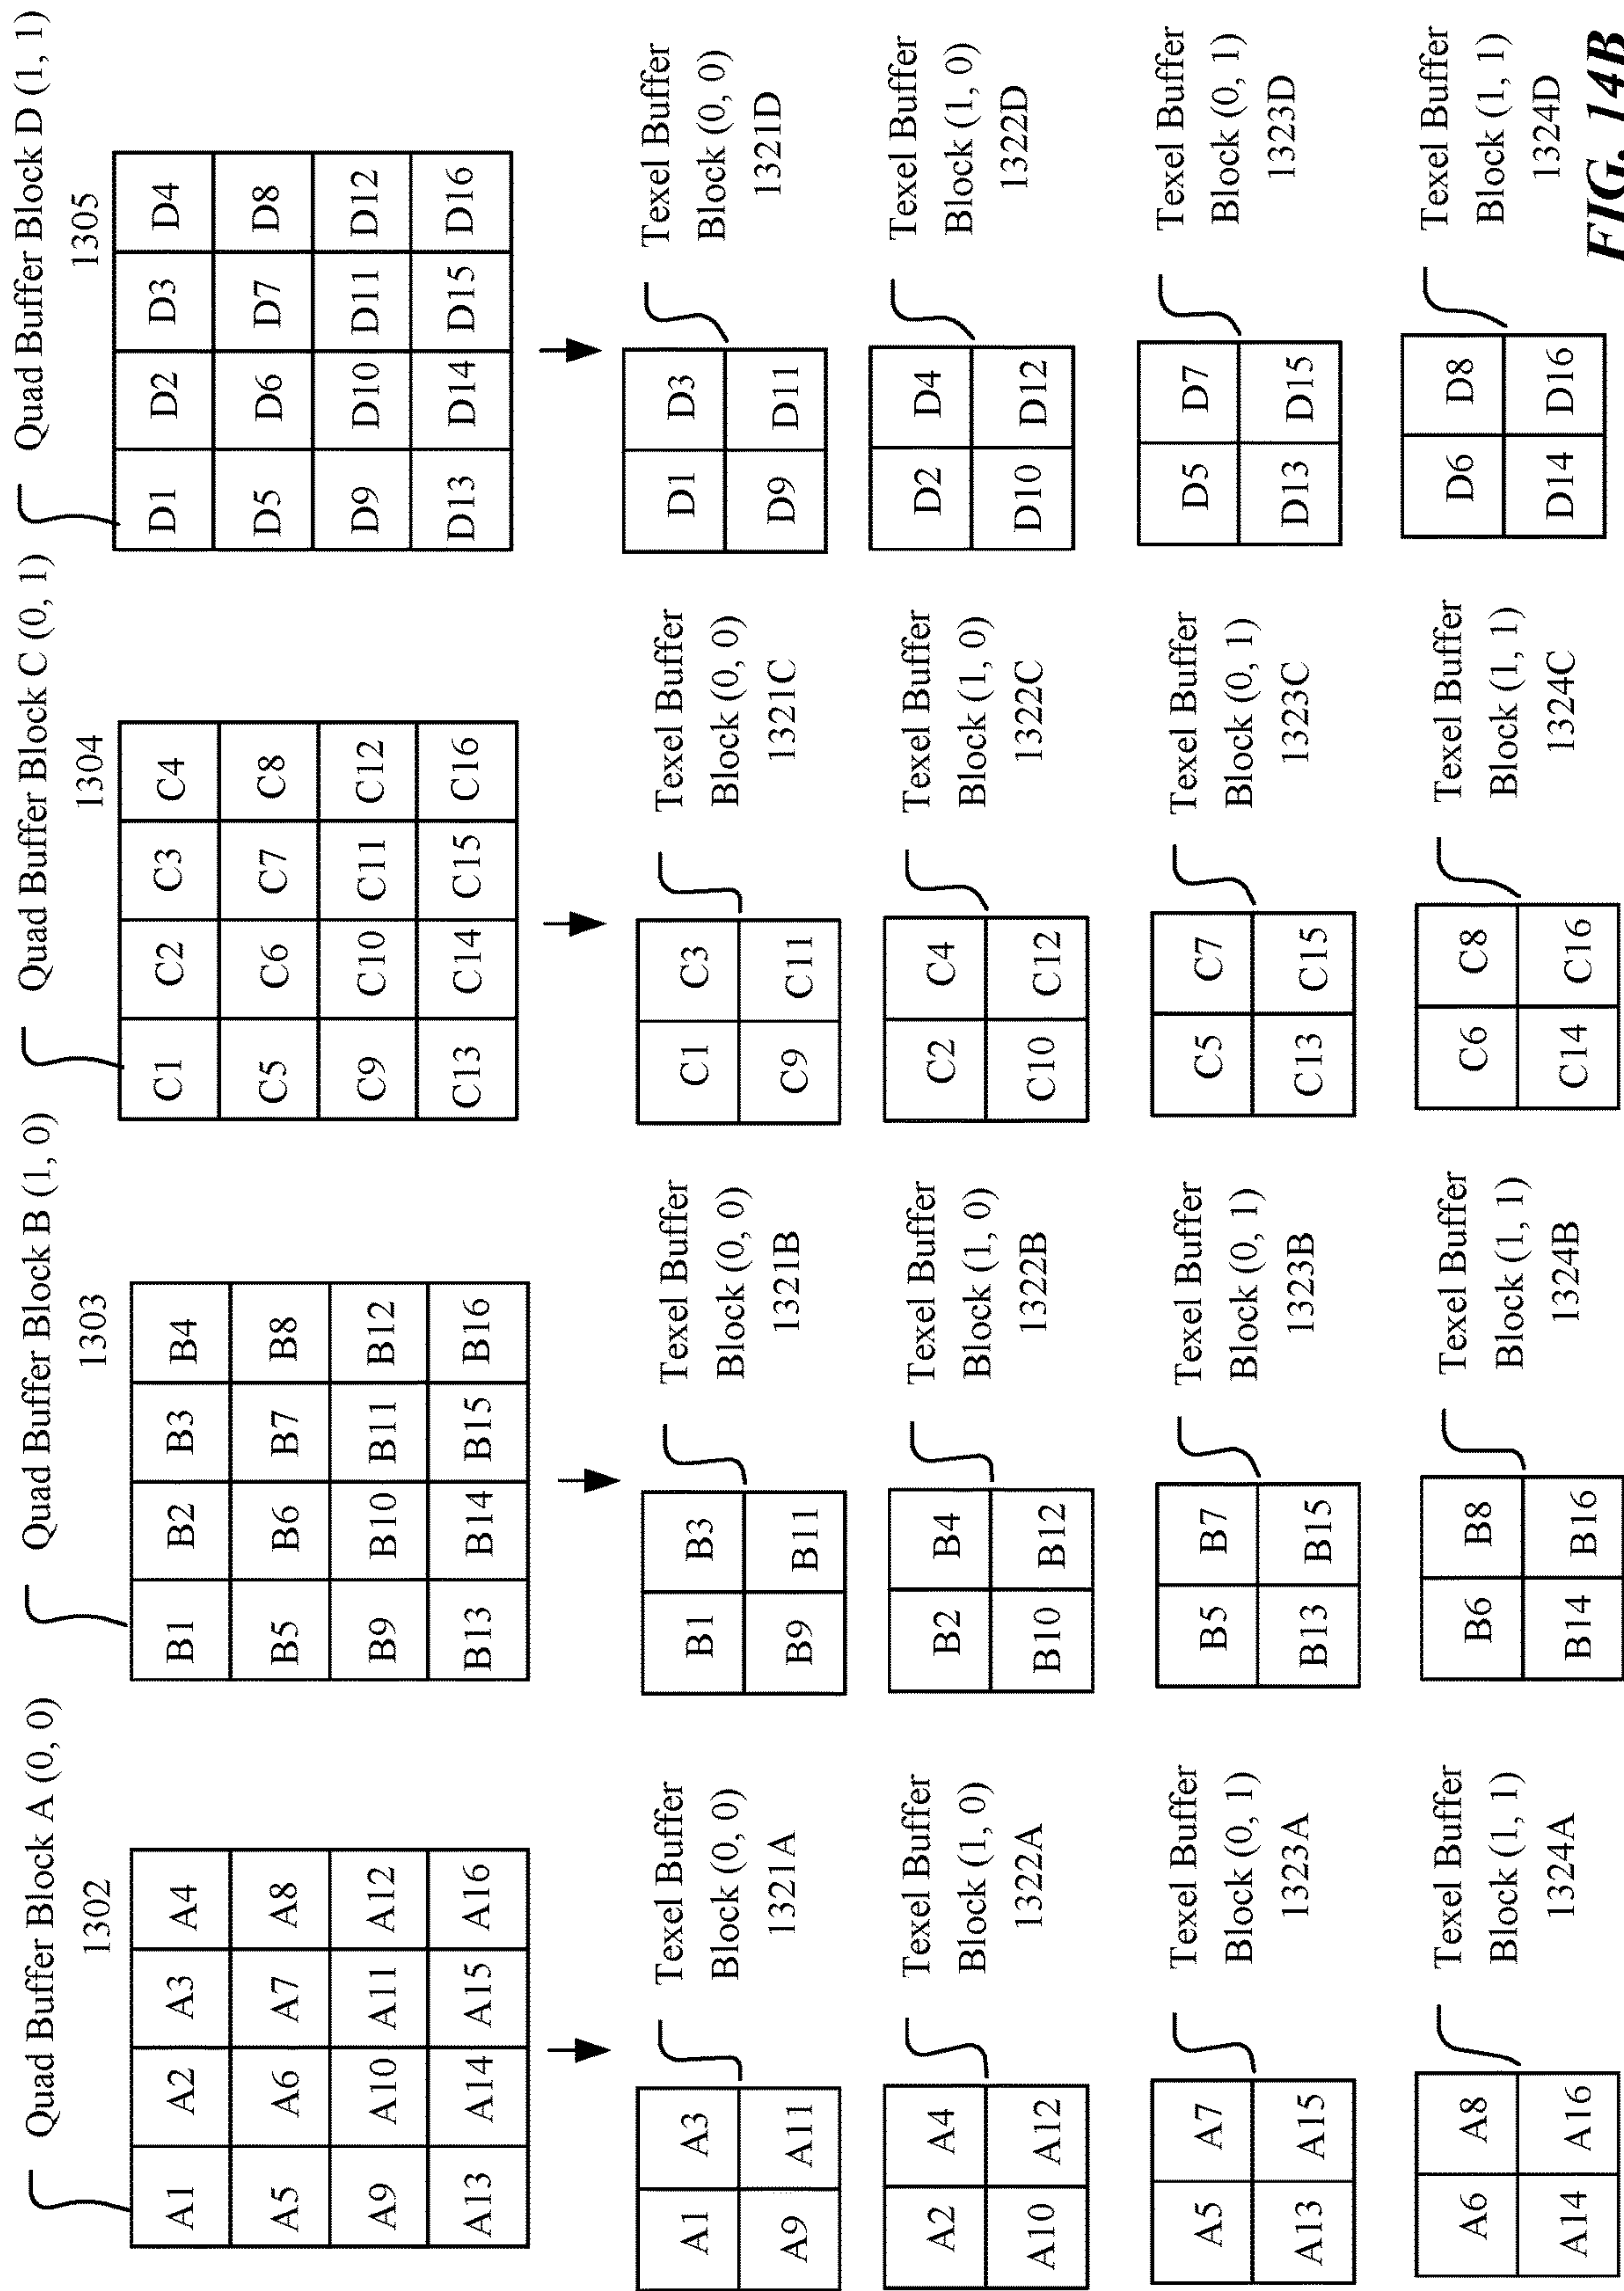 Quad Buffer Block A (0, 0)
1302
A1 A2 A3 A4
A5 A6 A7 A8
A9 A10 A11 A12
A13 A14 A15 A16
A1 A3
A9 A11
Texel Buffer
Block (0, 0)
1321A
A2 A4
A10 A12
Texel Buffer
Block (1, 0)
1322A
A5 A7
A13 A15
Texel Buffer
Block (0, 1)
1323A
A6 A8
A14 A16
Texel Buffer
Block (1, 1)
1324A
Quad Buffer Block B (1, 0)
1303
B1 B2 B3 B4
B5 B6 B7 B8
B9 B10 B11 B12
B13 B14 B15 B16
B1 B3
B9 B11
Texel Buffer
Block (0, 0)
1321B
B2 B4
B10 B12
Texel Buffer
Block (1, 0)
1322B
B5 B7
B13 B15
Texel Buffer
Block (0, 1)
1323B
B6 B8
B14 B16
Texel Buffer
Block (1, 1)
1324B
Quad Buffer Block C (0, 1)
1304
C1 C2 C3 C4
C5 C6 C7 C8
C9 C10 C11 C12
C13 C14 C15 C16
C1 C3
C9 C11
Texel Buffer
Block (0, 0)
1321C
C2 C4
C10 C12
Texel Buffer
Block (1, 0)
1322C
C5 C7
C13 C15
Texel Buffer
Block (0, 1)
1323C
C6 C8
C14 C16
Texel Buffer
Block (1, 1)
1324C
Quad Buffer Block D (1, 1)
1305
D1 D2 D3 D4
D5 D6 D7 D8
D9 D10 D11 D12
D13 D14 D15 D16
D1 D3
D9 D11
Texel Buffer
Block (0, 0)
1321D
D2 D4
D10 D12
Texel Buffer
Block (1, 0)
1322D
D5 D7
D13 D15
Texel Buffer
Block (0, 1)
1323D
D6 D8
D14 D16
Texel Buffer
Block (1, 1)
1324D
FIG. 14B